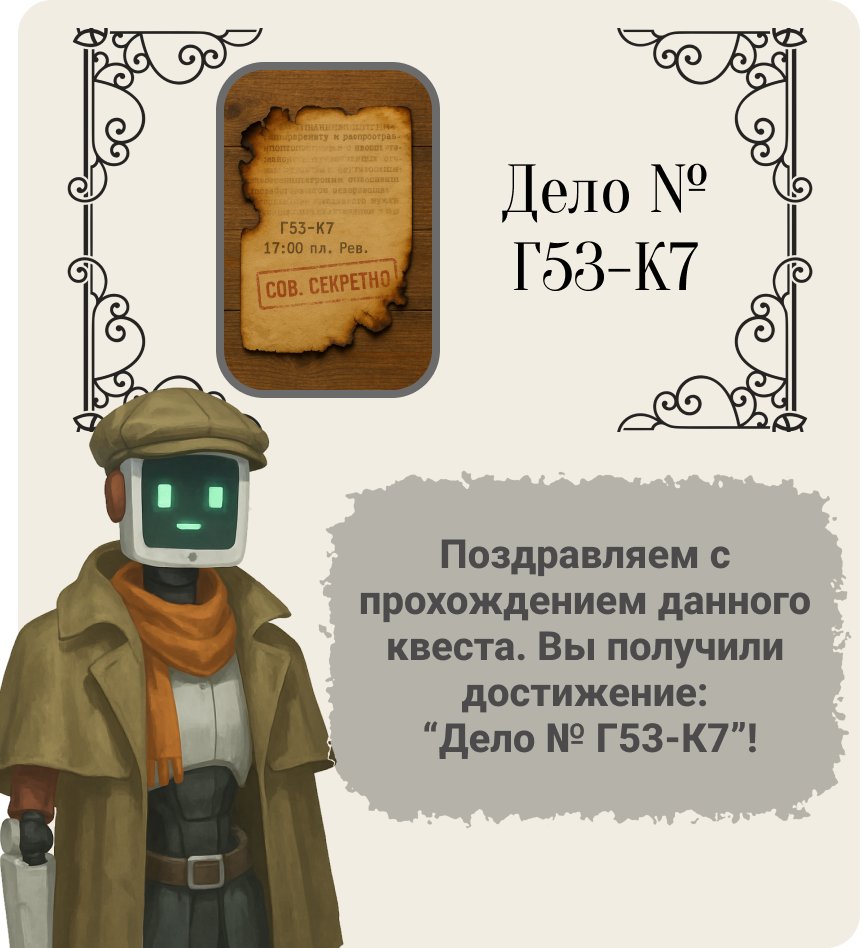 и распростра-
Г53-К7
17:00 пл. Рев.
СОВ. СЕКРЕТНО
Дело №
Г53-К7
Поздравляем с
прохождением данного
квеста. Вы получили
достижение:
“Дело № Г53-К7”!